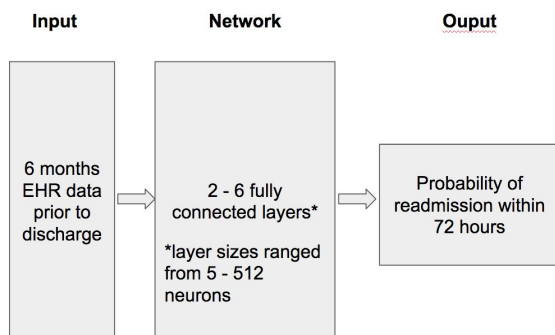 Input
Network
Ouput
6 months
EHR data
prior to
discharge
2 - 6 fully
connected layers*
*layer sizes ranged
from 5 - 512
neurons
Probability of
readmission within
72 hours